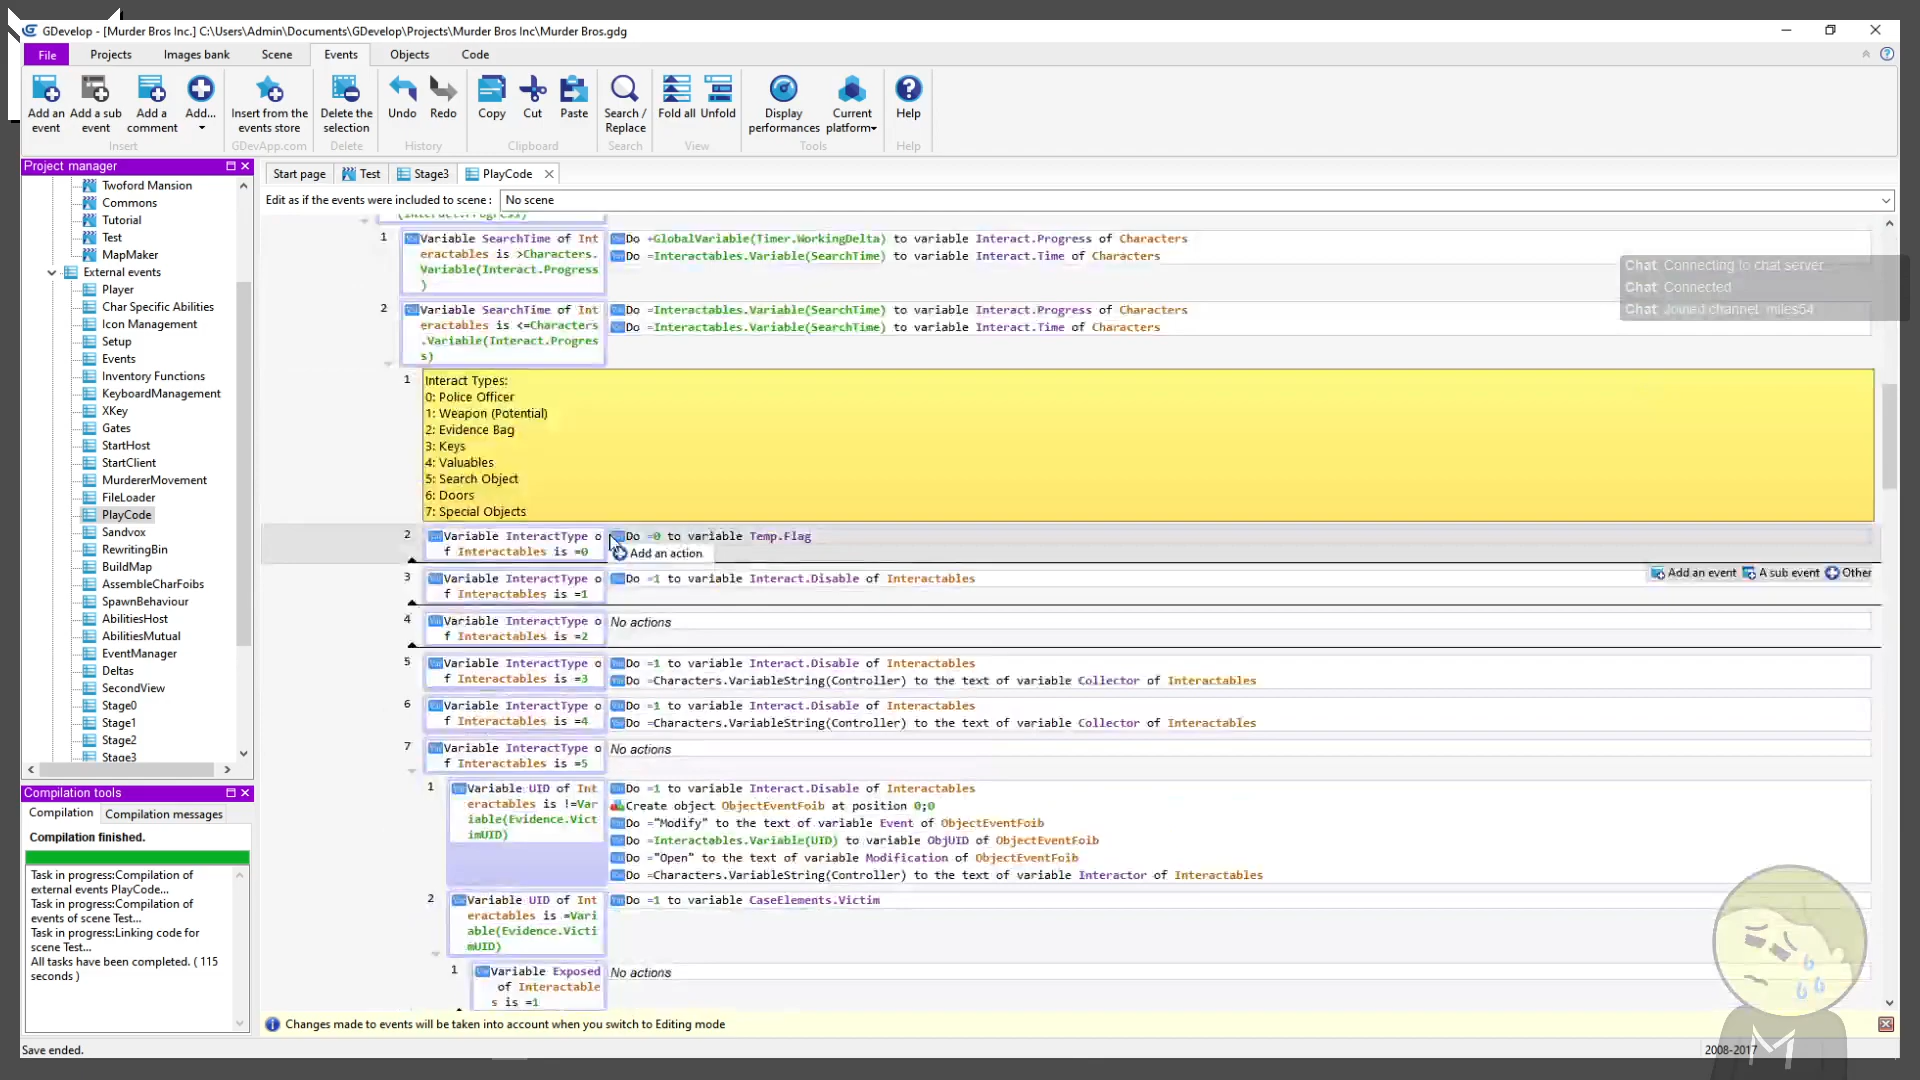 GDevelop - [Murder Bros Inc.] C:\Users\Admin\Documents\GDevelop\Projects\Murder Bros Inc\Murder Bros.gdg
File Projects Images bank Scene Events Objects Code
Add an event Add a sub event Add a comment Add... Insert from the events store Delete the selection Undo Redo Copy Cut Paste Search / Replace Fold all Unfold Display performances Current platform Help
Insert GDevApp.com Delete History Clipboard Search View Tools Help
Project manager
Twoford Mansion
Commons
Tutorial
Test
MapMaker
External events
Player
Char Specific Abilities
Icon Management
Setup
Events
Inventory Functions
KeyboardManagement
XKey
Gates
StartHost
StartClient
MurdererMovement
FileLoader
PlayCode
Sandvox
RewritingBin
BuildMap
AssembleCharFoibs
SpawnBehaviour
AbilitiesHost
AbilitiesMutual
EventManager
Deltas
SecondView
Stage0
Stage1
Stage2
Stage3
Compilation tools
Compilation Compilation messages
Compilation finished.
Task in progress:Compilation of
external events PlayCode...
Task in progress:Compilation of
events of scene Test...
Task in progress:Linking code for
scene Test...
All tasks have been completed. ( 115
seconds )
Start page Test Stage3 PlayCode
Edit as if the events were included to scene : No scene
(Interact.Progress)
1 Variable SearchTime of Int
eractables is >Characters.
Variable(Interact.Progress
)
Do +GlobalVariable(Timer.WorkingDelta) to variable Interact.Progress of Characters
Do =Interactables.Variable(SearchTime) to variable Interact.Time of Characters
2 Variable SearchTime of Int
eractables is <=Characters
.Variable(Interact.Progres
s)
Do =Interactables.Variable(SearchTime) to variable Interact.Progress of Characters
Do =Interactables.Variable(SearchTime) to variable Interact.Time of Characters
1 Interact Types:
0: Police Officer
1: Weapon (Potential)
2: Evidence Bag
3: Keys
4: Valuables
5: Search Object
6: Doors
7: Special Objects
2 Variable InteractType o
f Interactables is =0
Do =0 to variable Temp.Flag
Add an action
Add an event A sub event Other
3 Variable InteractType o
f Interactables is =1
Do =1 to variable Interact.Disable of Interactables
4 Variable InteractType o
f Interactables is =2
No actions
5 Variable InteractType o
f Interactables is =3
Do =1 to variable Interact.Disable of Interactables
Do =Characters.VariableString(Controller) to the text of variable Collector of Interactables
6 Variable InteractType o
f Interactables is =4
Do =1 to variable Interact.Disable of Interactables
Do =Characters.VariableString(Controller) to the text of variable Collector of Interactables
7 Variable InteractType o
f Interactables is =5
No actions
1 Variable UID of Int
eractables is !=Var
iable(Evidence.Vict
imUID)
Do =1 to variable Interact.Disable of Interactables
Create object ObjectEventFoib at position 0;0
Do ="Modify" to the text of variable Event of ObjectEventFoib
Do =Interactables.Variable(UID) to variable ObjUID of ObjectEventFoib
Do ="Open" to the text of variable Modification of ObjectEventFoib
Do =Characters.VariableString(Controller) to the text of variable Interactor of Interactables
2 Variable UID of Int
eractables is =Vari
able(Evidence.Victi
mUID)
Do =1 to variable CaseElements.Victim
1 Variable Exposed
of Interactable
s is =1
No actions
Changes made to events will be taken into account when you switch to Editing mode
Chat Connecting to chat server...
Chat Connected
Chat Joined channel: miles54
Save ended.
2008-2017